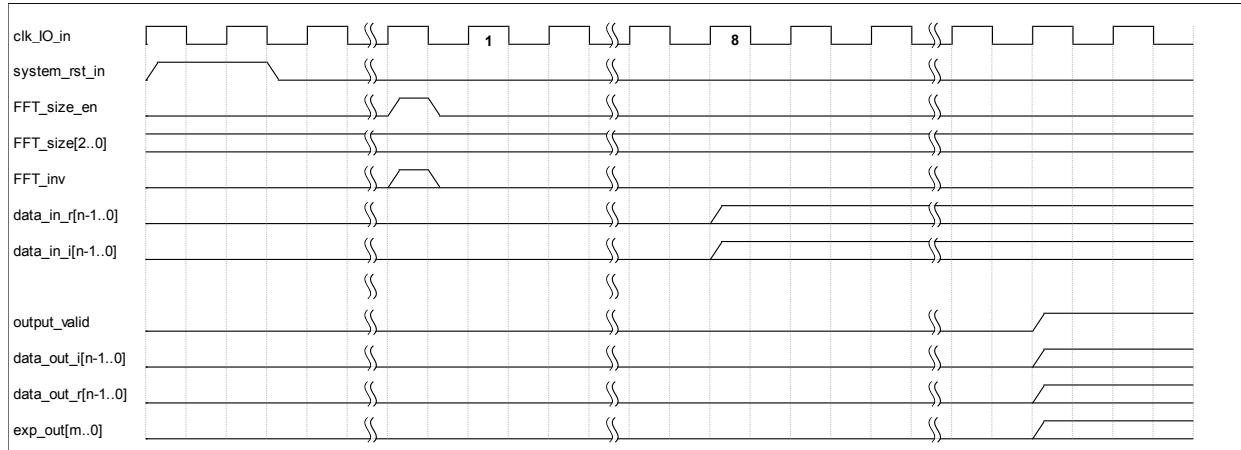 clk_IO_in
1
8
system_rst_in
FFT_size_en
FFT_size[2..0]
FFT_inv
data_in_r[n-1..0]
data_in_i[n-1..0]
output_valid
data_out_i[n-1..0]
data_out_r[n-1..0]
exp_out[m..0]